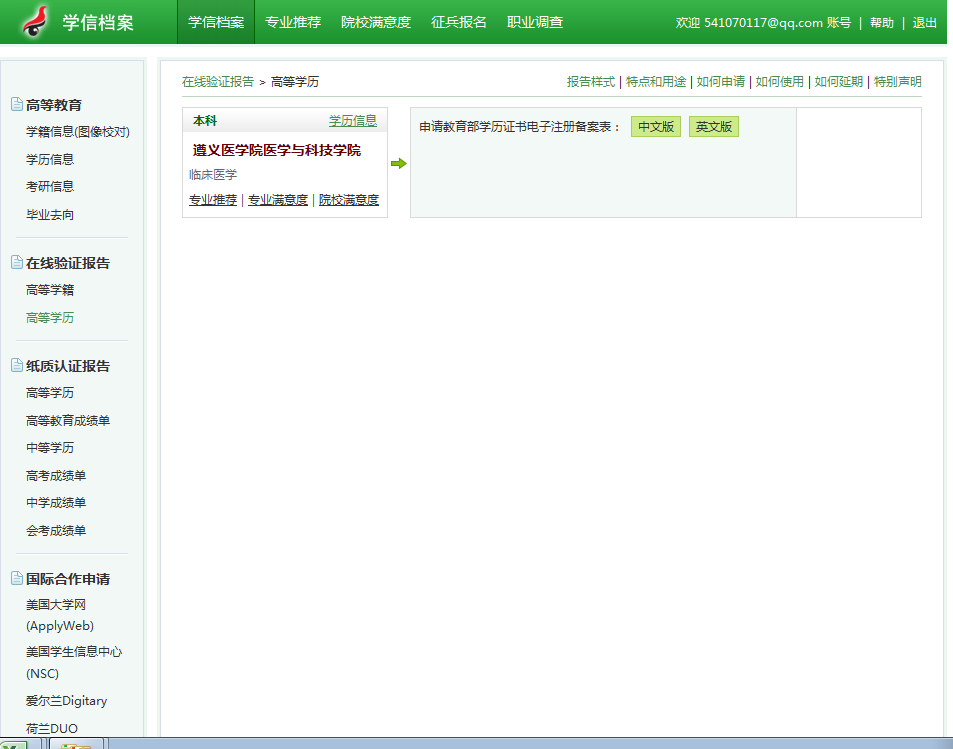 学信档案 学信档案 专业推荐 院校满意度 征兵报名 职业调查 欢迎 541070117@qq.com 账号 | 帮助 | 退出
高等教育
学籍信息(图像校对)
学历信息
考研信息
毕业去向
在线验证报告
高等学籍
高等学历
纸质认证报告
高等学历
高等教育成绩单
中等学历
高考成绩单
中学成绩单
会考成绩单
国际合作申请
美国大学网
(ApplyWeb)
美国学生信息中心
(NSC)
爱尔兰Digitary
荷兰DUO
在线验证报告 > 高等学历 报告样式 | 特点和用途 | 如何申请 | 如何使用 | 如何延期 | 特别声明
本科 学历信息
遵义医学院医学与科技学院
临床医学
专业推荐 | 专业满意度 | 院校满意度
申请教育部学历证书电子注册备案表： 中文版 英文版